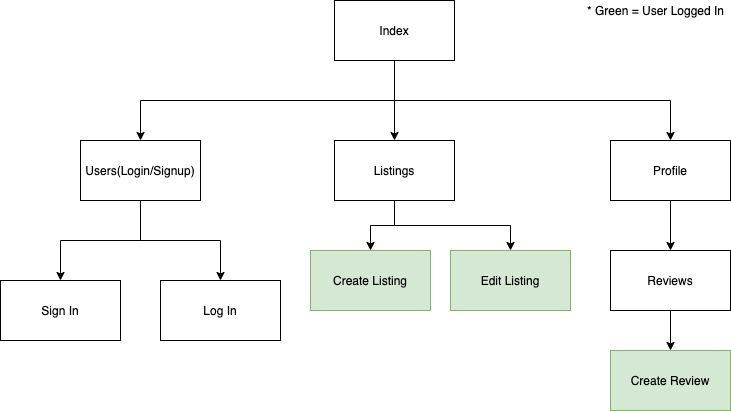 * Green = User Logged In
Index
Users(Login/Signup)
Listings
Profile
Sign In
Log In
Create Listing
Edit Listing
Reviews
Create Review